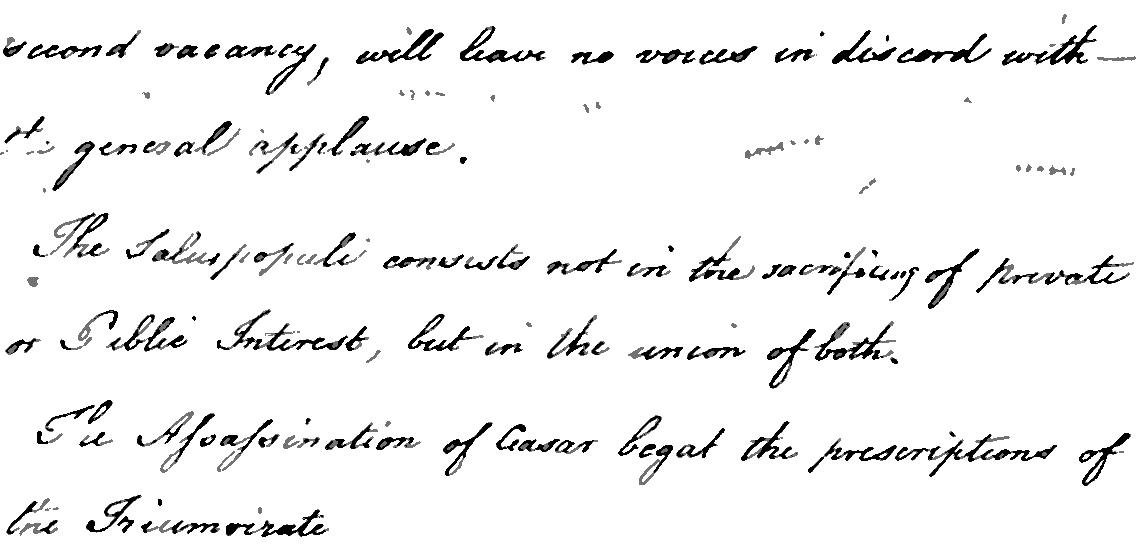 second vacancy, will leave no voices in discord with
the general applause.
The Salus populi consists not in the sacrificing of private
or Public Interest, but in the union of both.
The Assassination of Ceasar begat the prescriptions of
the Triumvirate